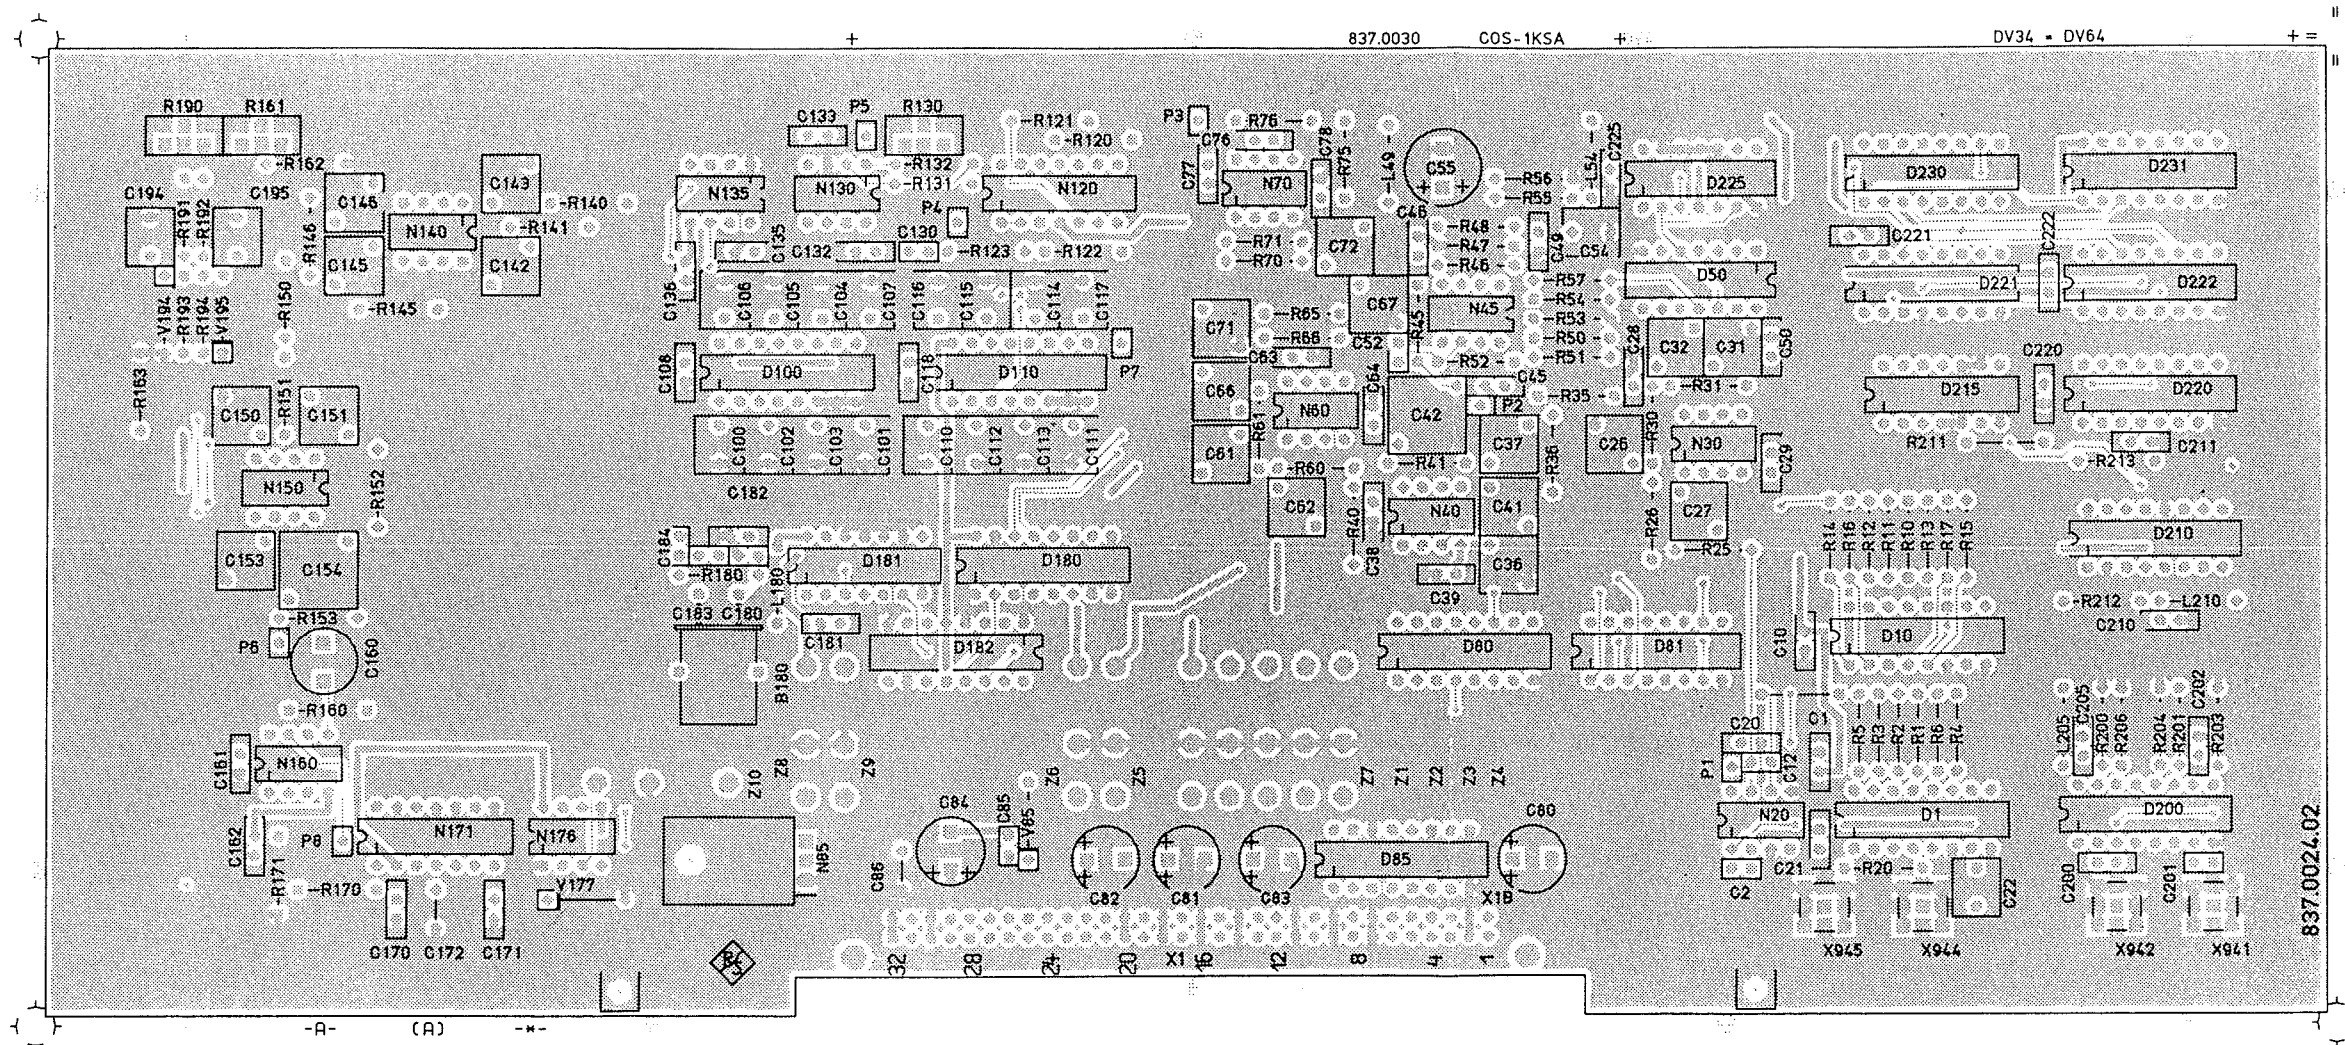 837.0030 COS-1KSA DV34 = DV64
R190 R161 C133 P5 R130 R121 R120 P3 C76 R76 C78 R75 L49 C55 L54 C225
R162 R132 D230 D231
C194 C195 C146 C143 R140 N135 N130 R131 N120 C77 N70 R56 R55 D225
R191 R192 R146 N140 R141 P4 C46 R48 C49 C54 C221 C222
C145 C142 C135 C132 C130 R123 R122 R71 R70 C72 R47 R46
C136 C106 C105 C104 C107 C116 C115 C114 C117 C67 R57 D50 D221 D222
V194 R193 R194 V195 R150 R145 C71 R65 R45 N45 R54 R53
R66 C52 R50 C28 C32 C31 C50
R163 C108 D100 C118 D110 P7 C63 R52 R51 C220
C150 R151 C151 C66 C64 C45 R31 D215 D220
R61 N60 C42 P2 R35
C100 C102 C103 C101 C110 C112 C113 C111 C61 C37 C26 R30 N30 C29 R211 C211
R60 R41 R36 R213
N150 R152 C182 C62 R40 C38 N40 C41 R26 C27
C184 R14 R16 R12 R11 R10 R13 R17 R15 D210
C153 C154 R180 L180 D181 D180 C39 C36 R25
R153 C183 C180 C181 R212 L210
P6 C160 B180 D182 D80 D81 C10 D10 C210
R160 C20 C1 R5 R3 R2 R1 R6 R4 L205 C205 R200 R206 R204 R201 C202 R203
C161 N160 Z10 Z8 Z9 Z6 Z5 Z7 Z1 Z2 Z3 Z4 P1 C12
C162 P8 N171 N176 N85 C84 C85 V85 C80 N20 D1 D200
R171 R170 V177 C86 C82 C81 C83 D85 X1B C2 C21 R20 C22 C200 C201
C170 C172 C171 X945 X944 X942 X941
32 28 24 20 X1 16 12 8 4 1
837.0024.02
-A- (A) -*-